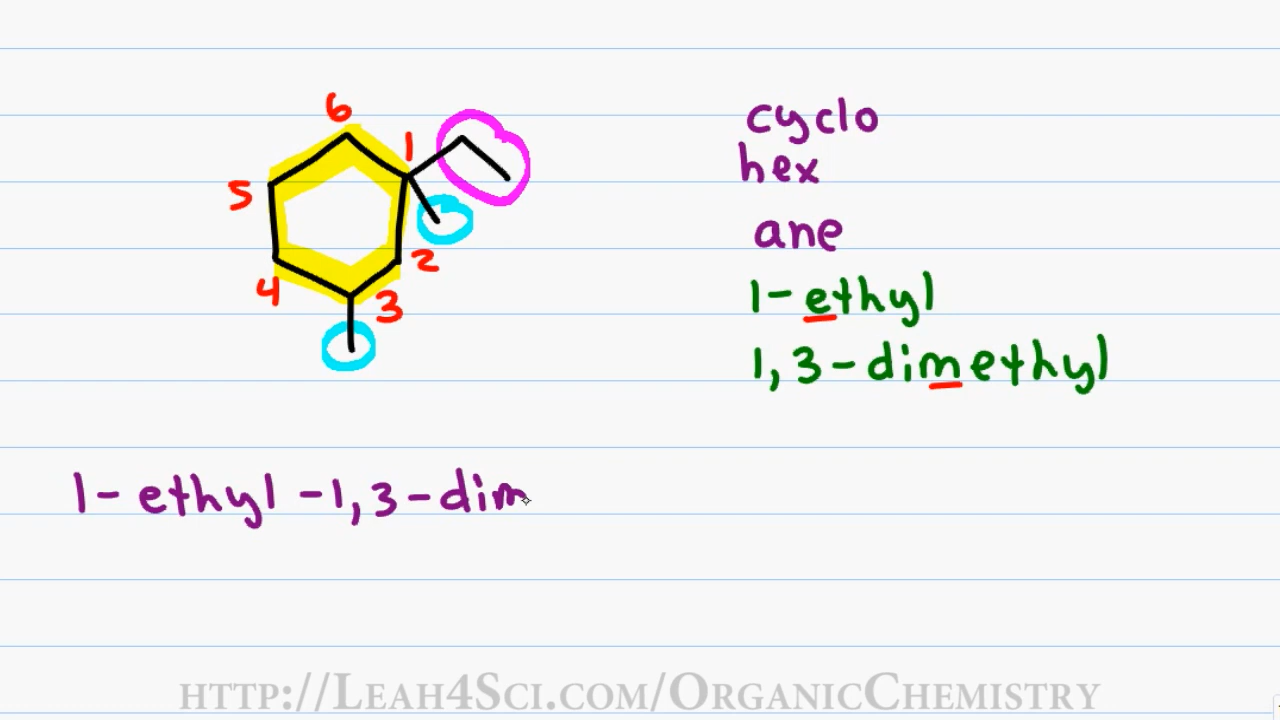 6
1
5
2
4
3
cyclo
hex
ane
1-ethyl
1,3-dimethyl
1-ethyl-1,3-dim
HTTP://LEAH4SCI.COM/ORGANICCHEMISTRY